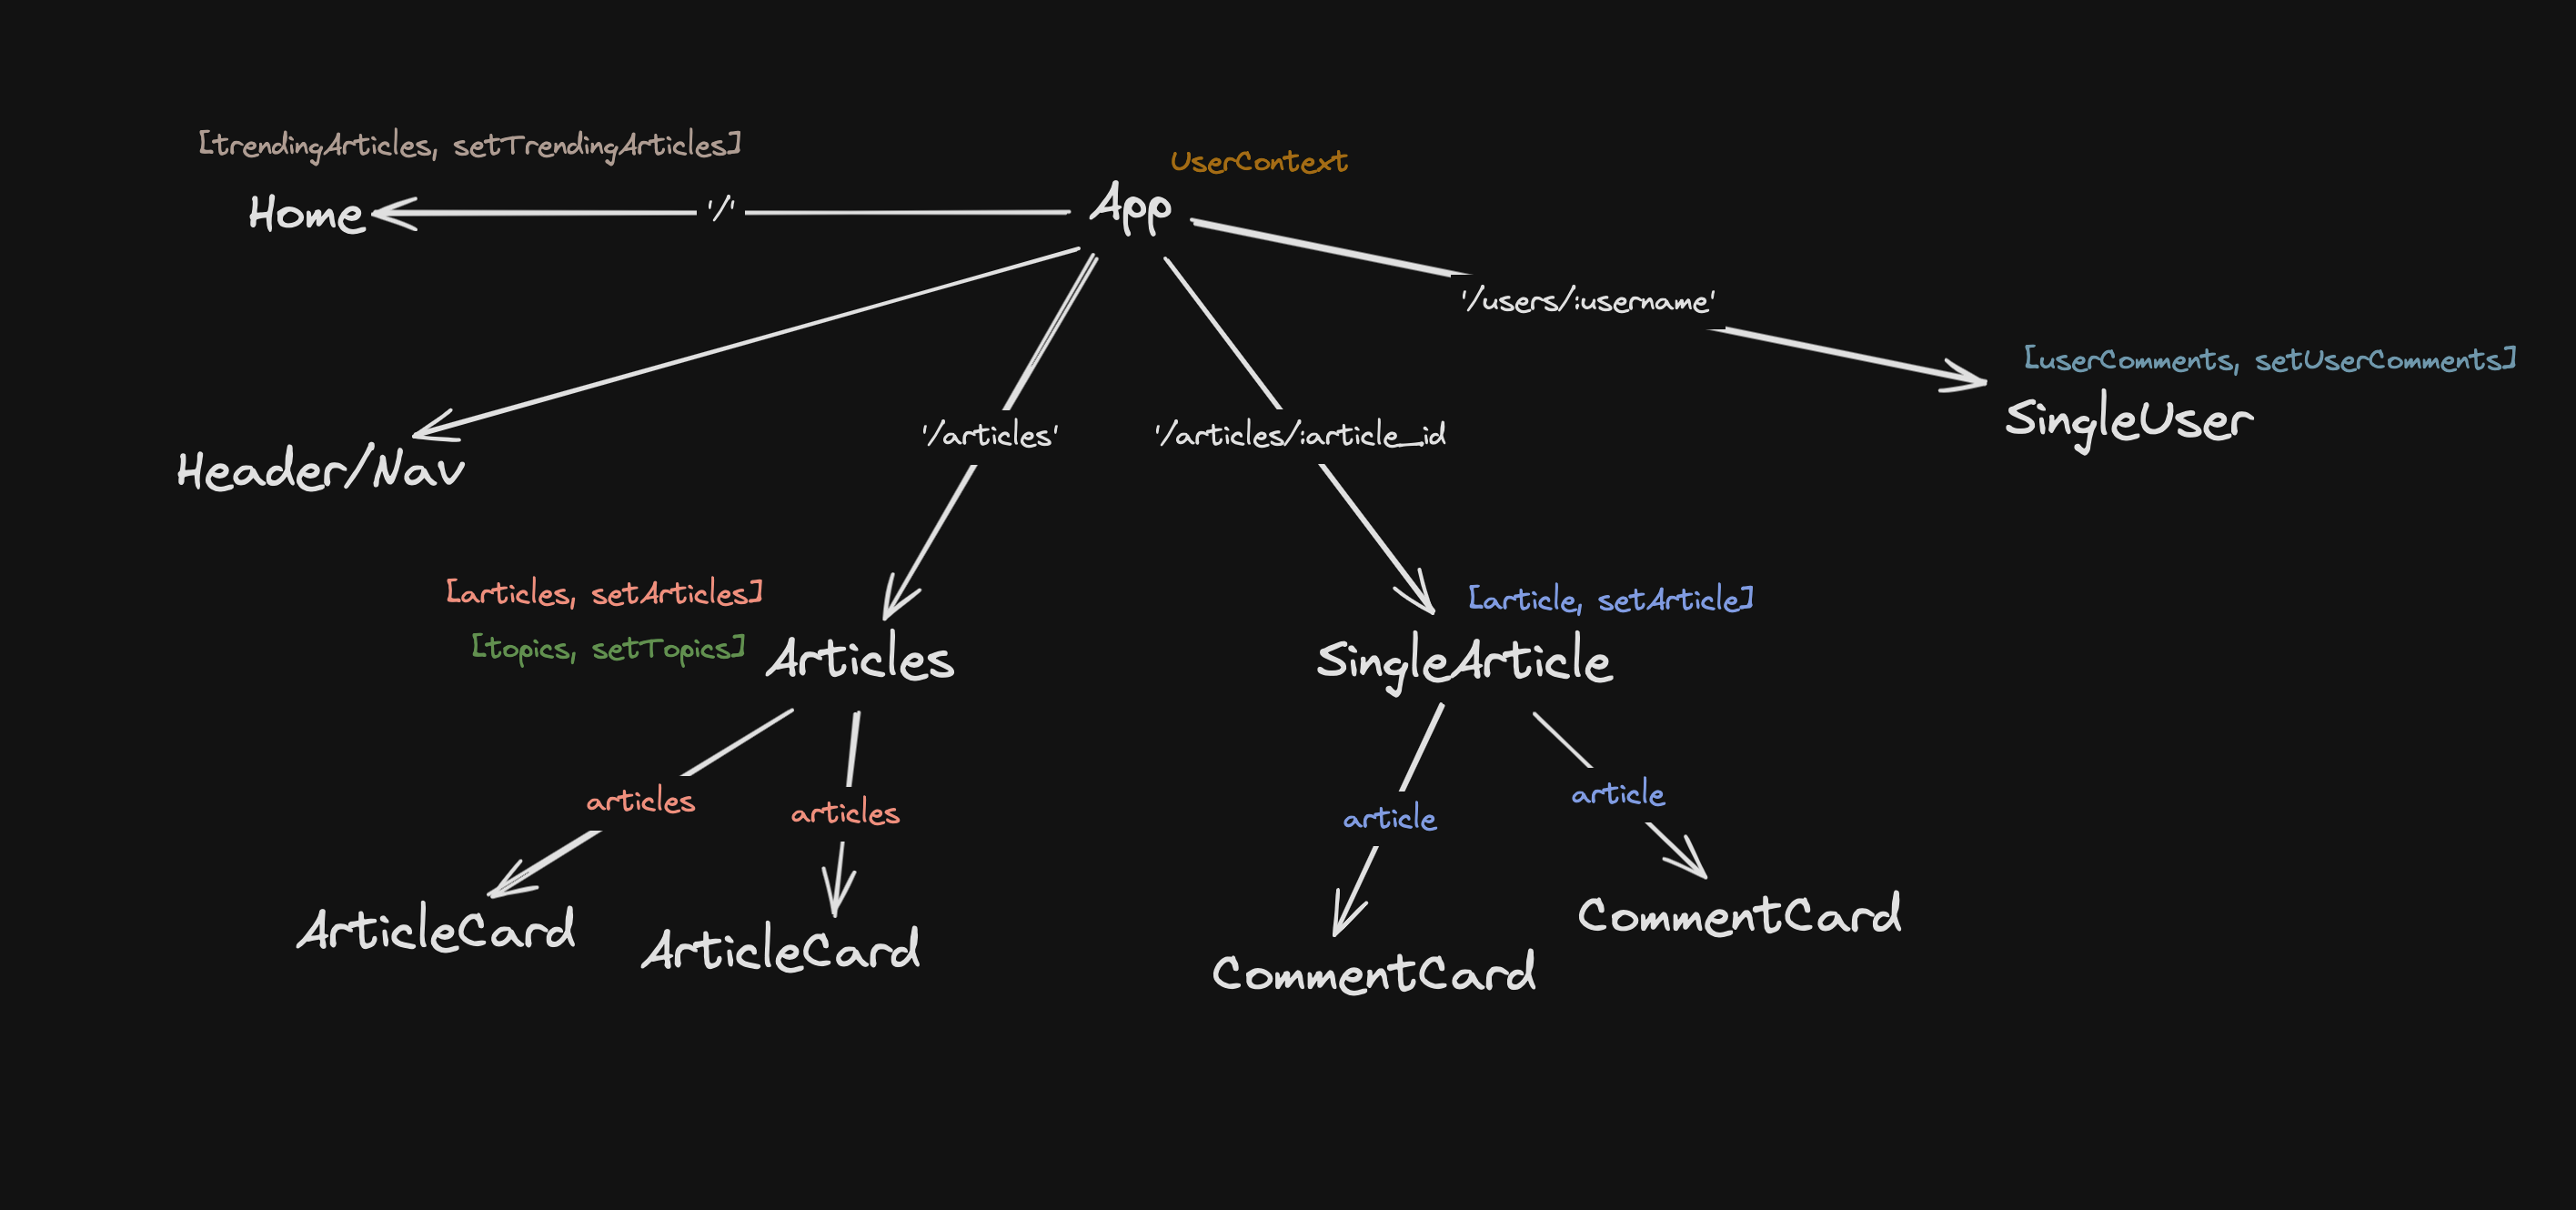 [trendingArticles, setTrendingArticles]
UserContext
Home
'/'
App
'/users/:username'
[userComments, setUserComments]
SingleUser
Header/Nav
'/articles'
'/articles/:article_id
[articles, setArticles]
[topics, setTopics]
Articles
[article, setArticle]
SingleArticle
articles
articles
article
article
ArticleCard
ArticleCard
CommentCard
CommentCard